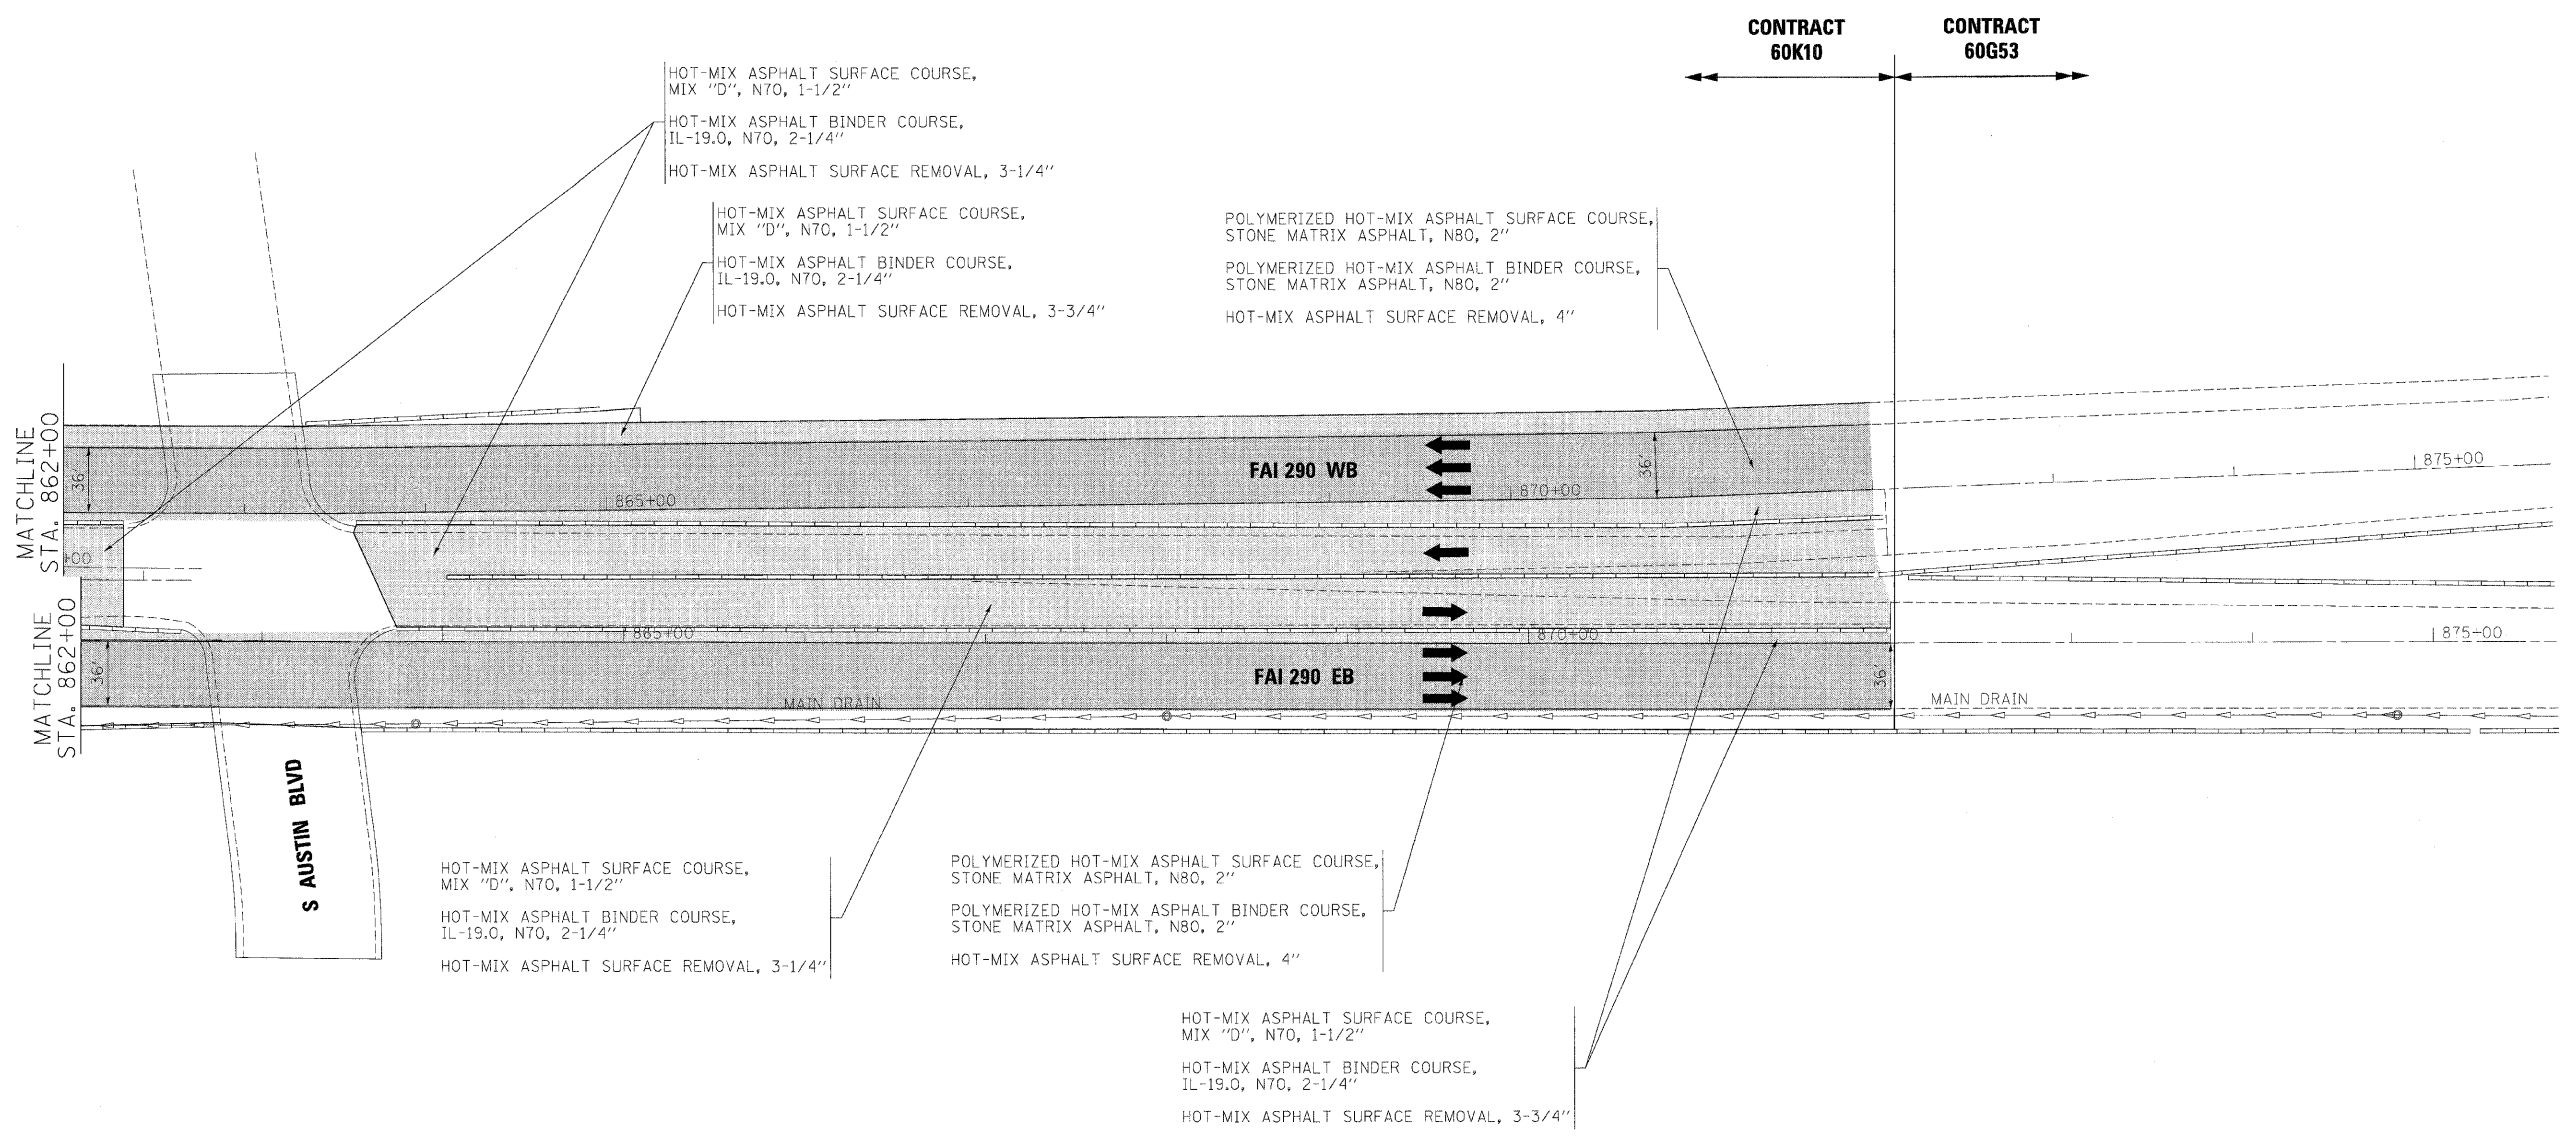 CONTRACT
60K10
CONTRACT
60G53
HOT-MIX ASPHALT SURFACE COURSE,
MIX "D", N70, 1-1/2"
HOT-MIX ASPHALT BINDER COURSE,
IL-19.0, N70, 2-1/4"
HOT-MIX ASPHALT SURFACE REMOVAL, 3-1/4"
HOT-MIX ASPHALT SURFACE COURSE,
MIX "D", N70, 1-1/2"
HOT-MIX ASPHALT BINDER COURSE,
IL-19.0, N70, 2-1/4"
HOT-MIX ASPHALT SURFACE REMOVAL, 3-3/4"
POLYMERIZED HOT-MIX ASPHALT SURFACE COURSE,
STONE MATRIX ASPHALT, N80, 2"
POLYMERIZED HOT-MIX ASPHALT BINDER COURSE,
STONE MATRIX ASPHALT, N80, 2"
HOT-MIX ASPHALT SURFACE REMOVAL, 4"
MATCHLINE
STA. 862+00
36'
FAI 290 WB
36'
865+00
870+00
875+00
+00
MATCHLINE
STA. 862+00
36'
865+00
870+00
875+00
FAI 290 EB
36'
MAIN DRAIN
MAIN DRAIN
S AUSTIN BLVD
HOT-MIX ASPHALT SURFACE COURSE,
MIX "D", N70, 1-1/2"
HOT-MIX ASPHALT BINDER COURSE,
IL-19.0, N70, 2-1/4"
HOT-MIX ASPHALT SURFACE REMOVAL, 3-1/4"
POLYMERIZED HOT-MIX ASPHALT SURFACE COURSE,
STONE MATRIX ASPHALT, N80, 2"
POLYMERIZED HOT-MIX ASPHALT BINDER COURSE,
STONE MATRIX ASPHALT, N80, 2"
HOT-MIX ASPHALT SURFACE REMOVAL, 4"
HOT-MIX ASPHALT SURFACE COURSE,
MIX "D", N70, 1-1/2"
HOT-MIX ASPHALT BINDER COURSE,
IL-19.0, N70, 2-1/4"
HOT-MIX ASPHALT SURFACE REMOVAL, 3-3/4"